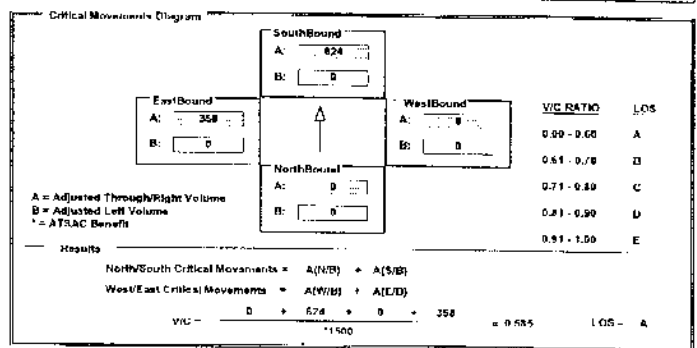 Critical Movements Diagram
SouthBound
A: 624
B: 0
EastBound
A: 358
B: 0
WestBound
A: 0
B: 0
NorthBound
A: 0
B: 0
A = Adjusted Through/Right Volume
B = Adjusted Left Volume
* = ATSAC Benefit
V/C RATIO LOS
0.00 - 0.60 A
0.61 - 0.70 B
0.71 - 0.80 C
0.81 - 0.90 D
0.91 - 1.00 E
Results
North/South Critical Movements = A(N/B) + A(S/B)
West/East Critical Movements = A(W/B) + A(E/B)
V/C = 0 + 624 + 0 + 358 = 0.585 LOS = A
*1500